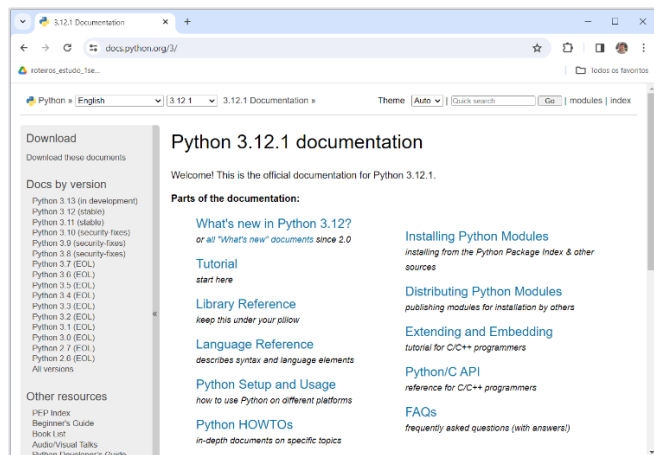 3.12.1 Documentation
docs.python.org/3/
roteiros_estudo_1se...
Todos os favoritos
Python » English 3.12.1 3.12.1 Documentation »
Theme Auto | Quick search Go | modules | index
Download
Download these documents
Docs by version
Python 3.13 (in development)
Python 3.12 (stable)
Python 3.11 (stable)
Python 3.10 (security-fixes)
Python 3.9 (security-fixes)
Python 3.8 (security-fixes)
Python 3.7 (EOL)
Python 3.6 (EOL)
Python 3.5 (EOL)
Python 3.4 (EOL)
Python 3.3 (EOL)
Python 3.2 (EOL)
Python 3.1 (EOL)
Python 3.0 (EOL)
Python 2.7 (EOL)
Python 2.6 (EOL)
All versions
Other resources
PEP Index
Beginner's Guide
Book List
Audio/Visual Talks
Python Developer's Guide
«
Python 3.12.1 documentation
Welcome! This is the official documentation for Python 3.12.1.
Parts of the documentation:
What's new in Python 3.12?
or all "What's new" documents since 2.0
Tutorial
start here
Library Reference
keep this under your pillow
Language Reference
describes syntax and language elements
Python Setup and Usage
how to use Python on different platforms
Python HOWTOs
in-depth documents on specific topics
Installing Python Modules
installing from the Python Package Index & other
sources
Distributing Python Modules
publishing modules for installation by others
Extending and Embedding
tutorial for C/C++ programmers
Python/C API
reference for C/C++ programmers
FAQs
frequently asked questions (with answers!)